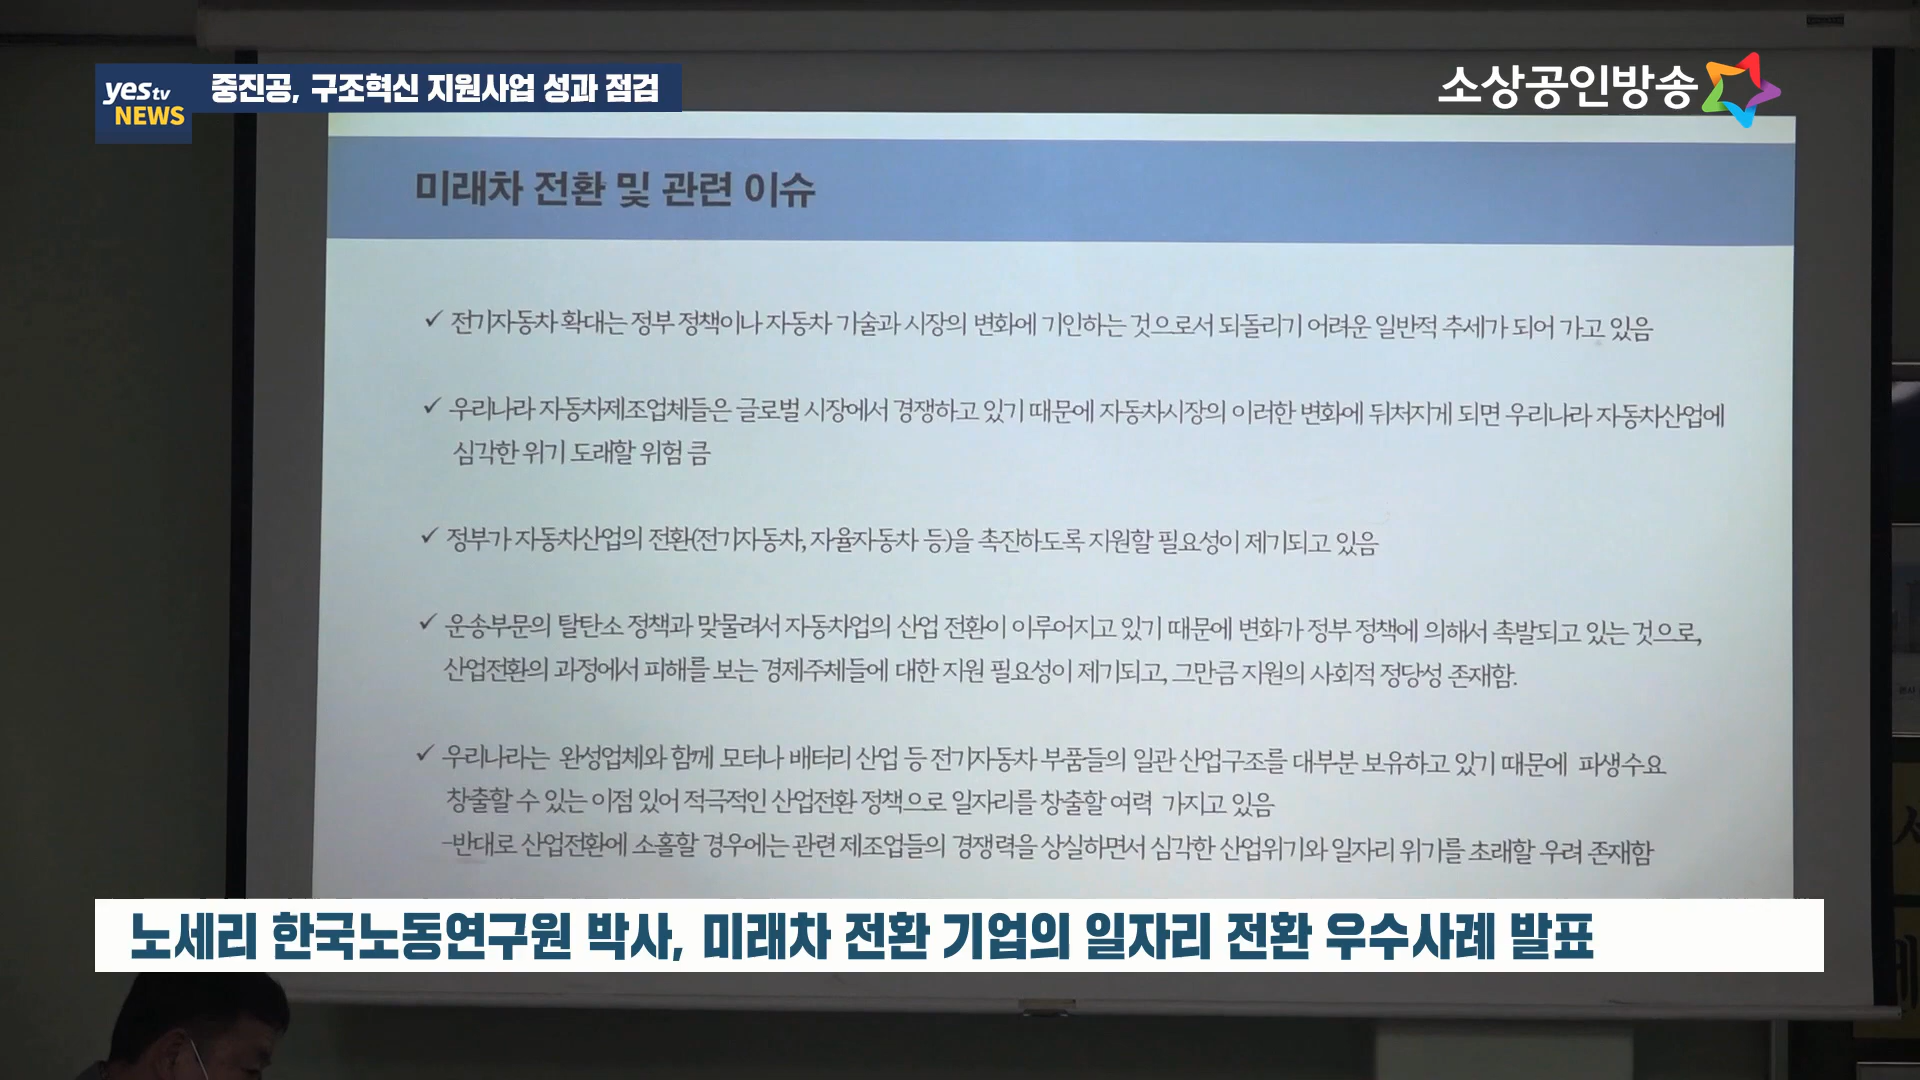 yestv
NEWS
중진공, 구조혁신 지원사업 성과 점검
소상공인방송
미래차 전환 및 관련 이슈
✓ 전기자동차 확대는 정부 정책이나 자동차 기술과 시장의 변화에 기인하는 것으로서 되돌리기 어려운 일반적 추세가 되어 가고 있음
✓ 우리나라 자동차제조업체들은 글로벌 시장에서 경쟁하고 있기 때문에 자동차시장의 이러한 변화에 뒤처지게 되면 우리나라 자동차산업에
심각한 위기 도래할 위험 큼
✓ 정부가 자동차산업의 전환(전기자동차, 자율자동차 등)을 촉진하도록 지원할 필요성이 제기되고 있음
✓ 운송부문의 탈탄소 정책과 맞물려서 자동차업의 산업 전환이 이루어지고 있기 때문에 변화가 정부 정책에 의해서 촉발되고 있는 것으로,
산업전환의 과정에서 피해를 보는 경제주체들에 대한 지원 필요성이 제기되고, 그만큼 지원의 사회적 정당성 존재함.
✓ 우리나라는 완성업체와 함께 모터나 배터리 산업 등 전기자동차 부품들의 일관 산업구조를 대부분 보유하고 있기 때문에 파생수요
창출할 수 있는 이점 있어 적극적인 산업전환 정책으로 일자리를 창출할 여력 가지고 있음
-반대로 산업전환에 소홀할 경우에는 관련 제조업들의 경쟁력을 상실하면서 심각한 산업위기와 일자리 위기를 초래할 우려 존재함
노세리 한국노동연구원 박사, 미래차 전환 기업의 일자리 전환 우수사례 발표